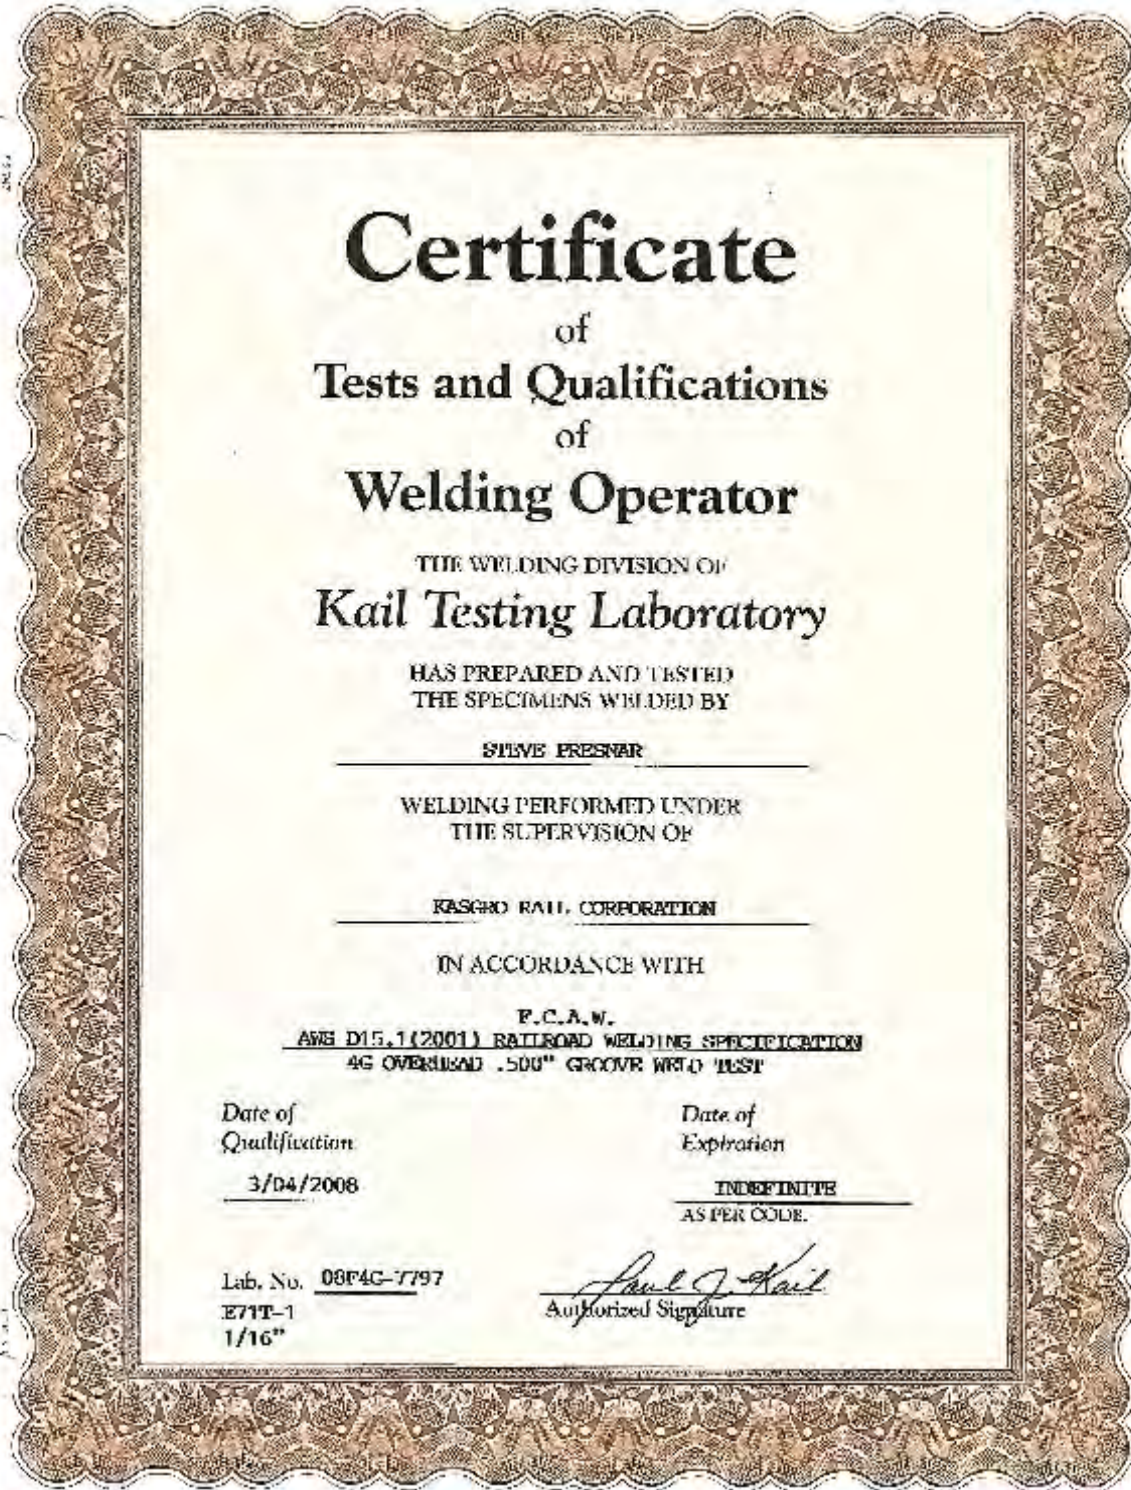 Certificate
of
Tests and Qualifications
of
Welding Operator
THE WELDING DIVISION OF
Kail Testing Laboratory
HAS PREPARED AND TESTED
THE SPECIMENS WELDED BY
STEVE PRESNAR
WELDING PERFORMED UNDER
THE SUPERVISION OF
KASGRO RAIL CORPORATION
IN ACCORDANCE WITH
F.C.A.W.
AWS D15.1(2001) RAILROAD WELDING SPECIFICATION
4G OVERHEAD .500" GROOVE WELD TEST
Date of
Qualification
3/04/2008
Date of
Expiration
INDEFINITE
AS PER CODE.
Lab. No. 08F4G-7797
E71T-1
1/16"
Paul J. Kail
Authorized Signature